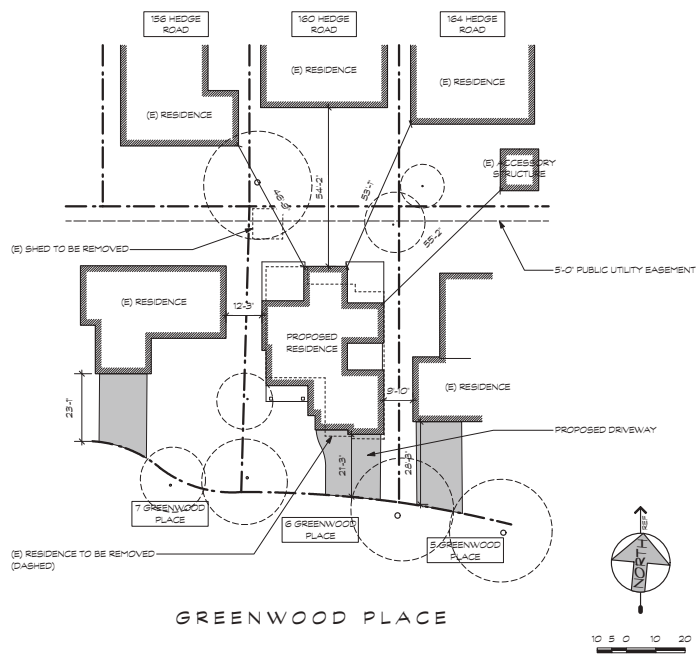 156 HEDGE
ROAD
160 HEDGE
ROAD
164 HEDGE
ROAD
(E) RESIDENCE
(E) RESIDENCE
(E) RESIDENCE
(E) ACCESSORY
STRUCTURE
54'-2"
53'-1"
55'-2"
(E) SHED TO BE REMOVED
5'-0" PUBLIC UTILITY EASEMENT
(E) RESIDENCE
12'-3"
PROPOSED
RESIDENCE
9'-10"
(E) RESIDENCE
23'-1"
PROPOSED DRIVEWAY
21'-3"
7 GREENWOOD
PLACE
6 GREENWOOD
PLACE
5 GREENWOOD
PLACE
(E) RESIDENCE TO BE REMOVED
(DASHED)
GREENWOOD PLACE
REF.
NORTH
10 5 0 10 20